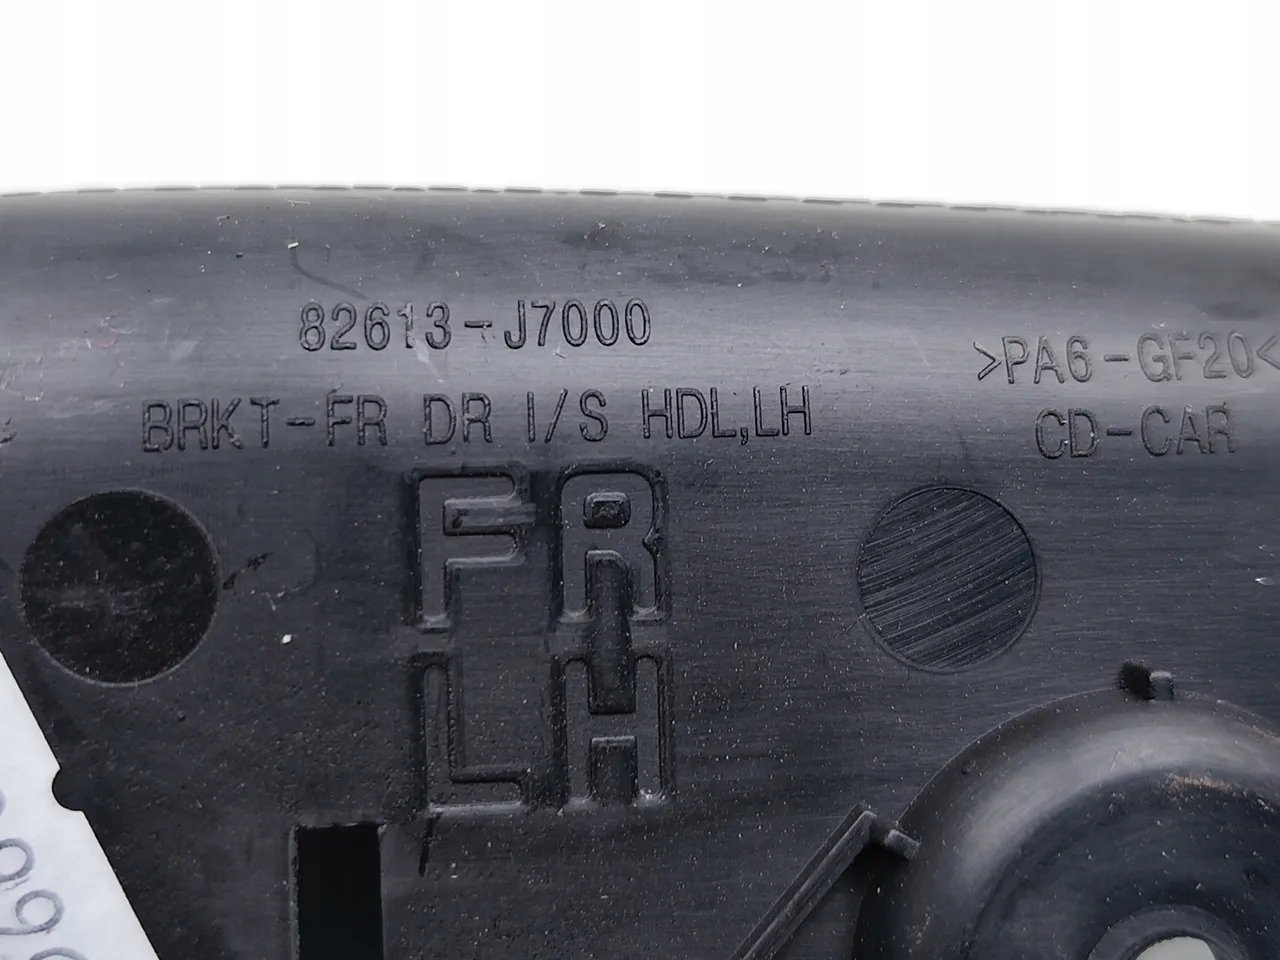 82613-J7000
>PA6-GF20<
BRKT-FR DR I/S HDL,LH
CD-CAR
FR
LH